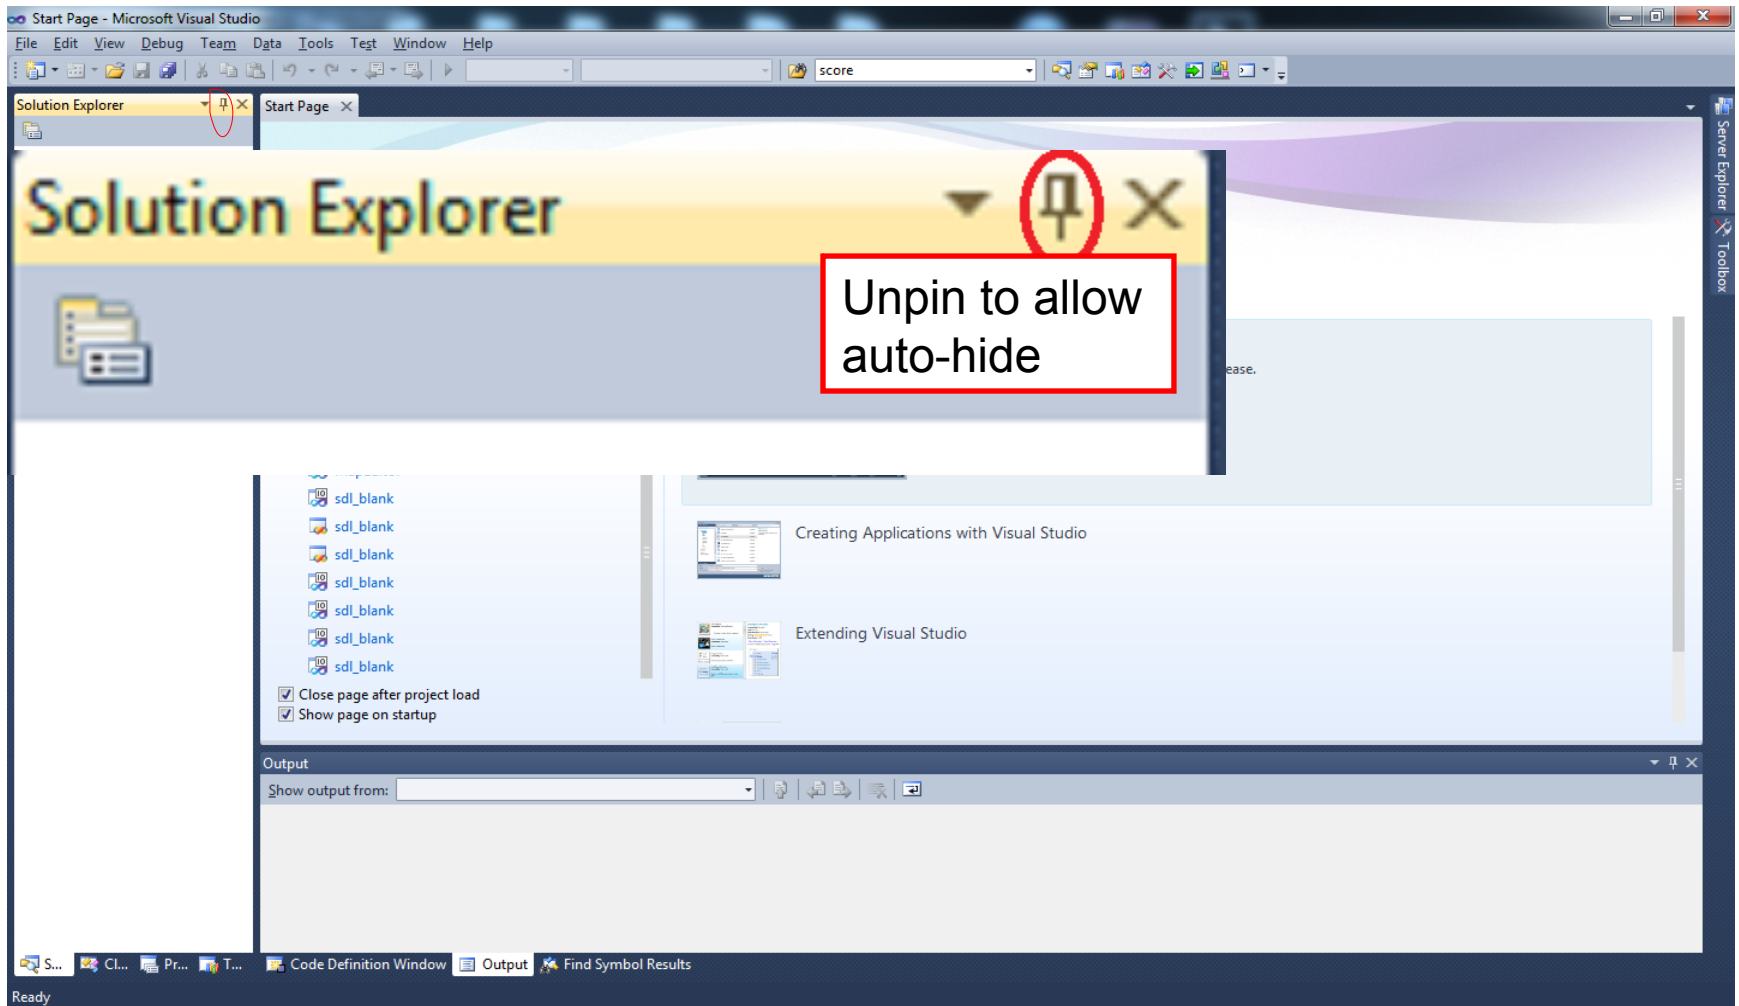 Start Page - Microsoft Visual Studio
File Edit View Debug Team Data Tools Test Window Help
score
Solution Explorer
Start Page
Server Explorer
Toolbox
Solution Explorer
Unpin to allow
auto-hide
ease.
sdl_blank
sdl_blank
sdl_blank
sdl_blank
sdl_blank
sdl_blank
sdl_blank
Creating Applications with Visual Studio
Extending Visual Studio
Close page after project load
Show page on startup
Output
Show output from:
S... Cl... Pr... T...
Code Definition Window Output Find Symbol Results
Ready